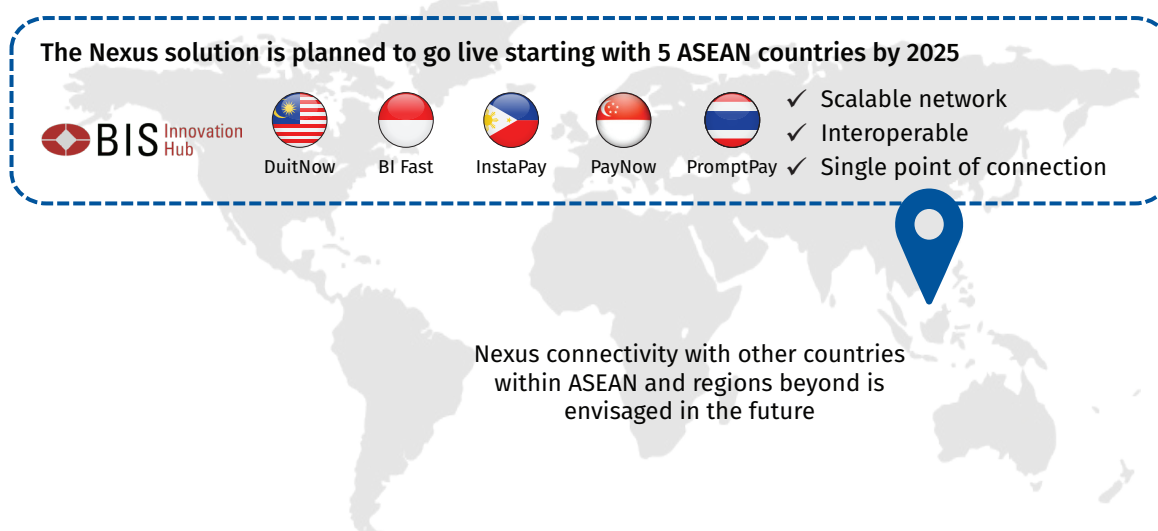 The Nexus solution is planned to go live starting with 5 ASEAN countries by 2025
BIS Innovation
Hub
DuitNow
BI Fast
InstaPay
PayNow
PromptPay
✓ Scalable network
✓ Interoperable
✓ Single point of connection
Nexus connectivity with other countries
within ASEAN and regions beyond is
envisaged in the future